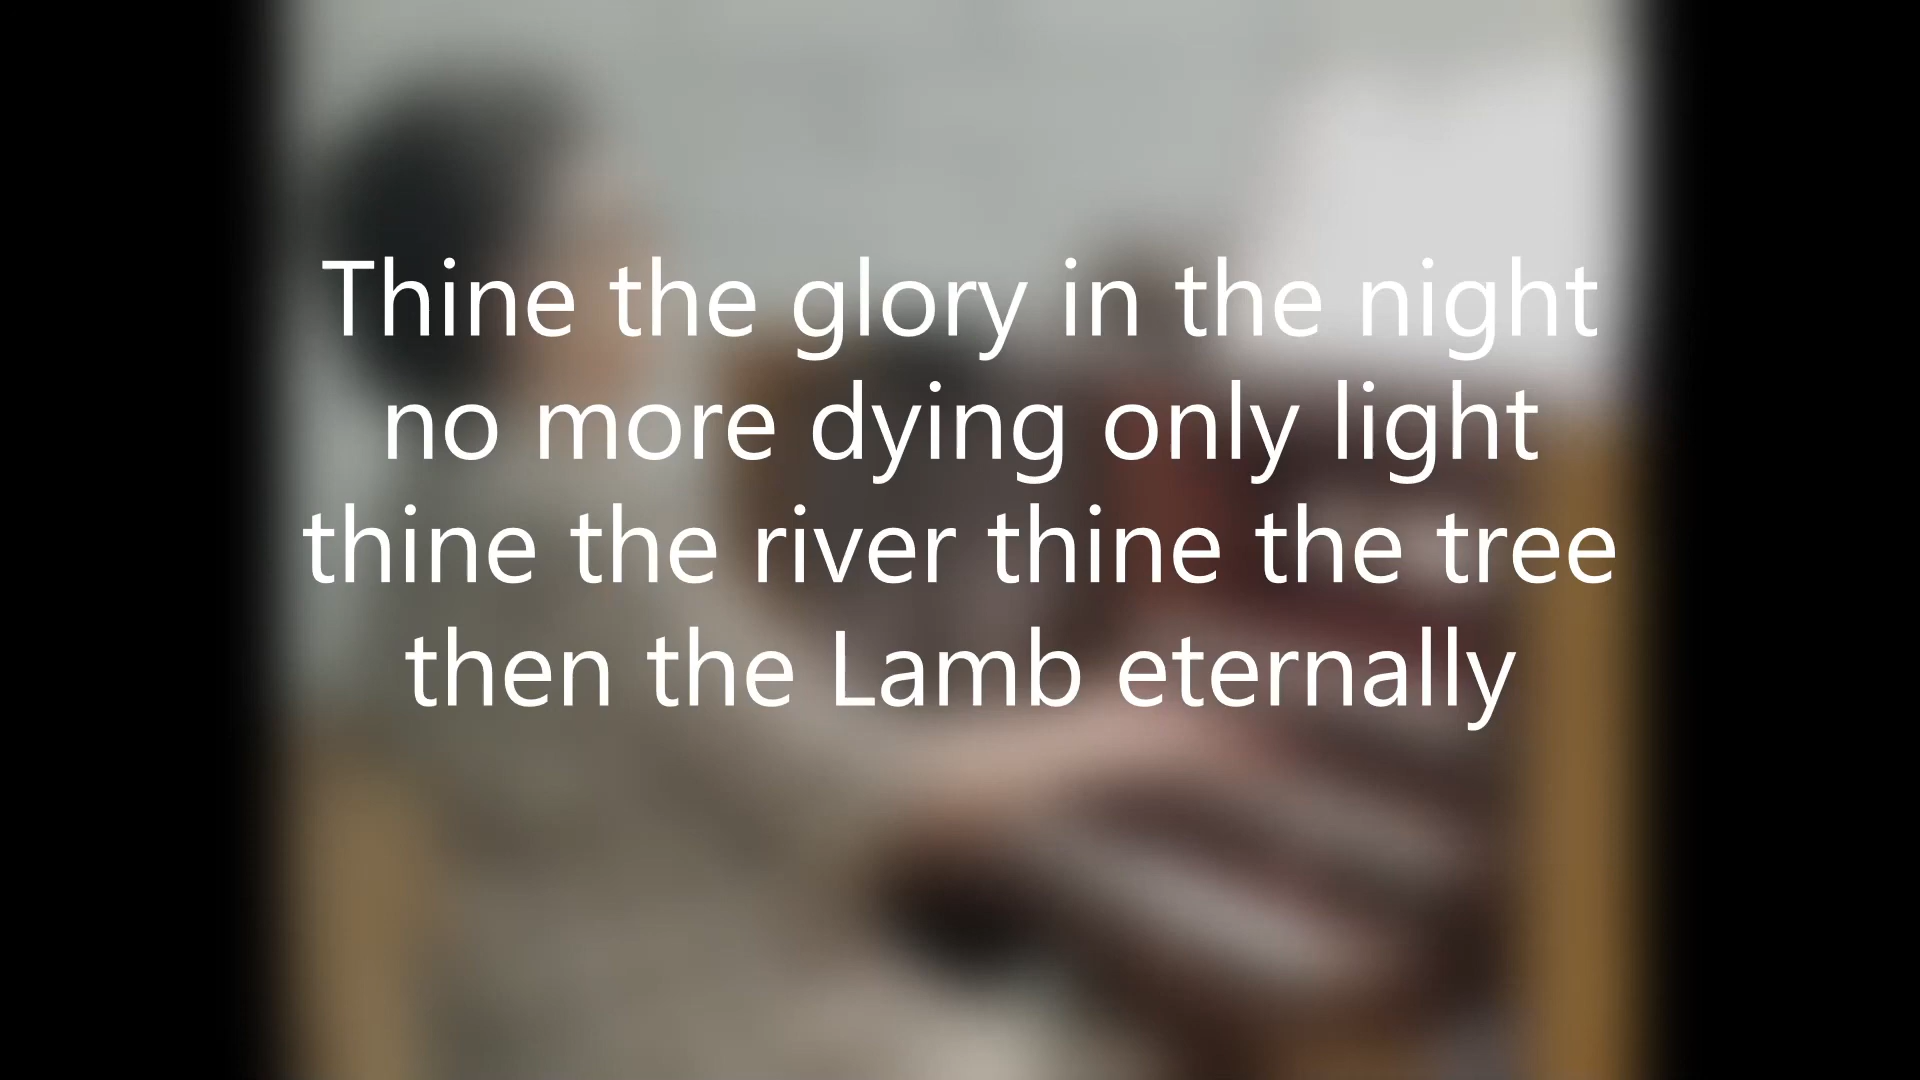 Thine the glory in the night
no more dying only light
thine the river thine the tree
then the Lamb eternally